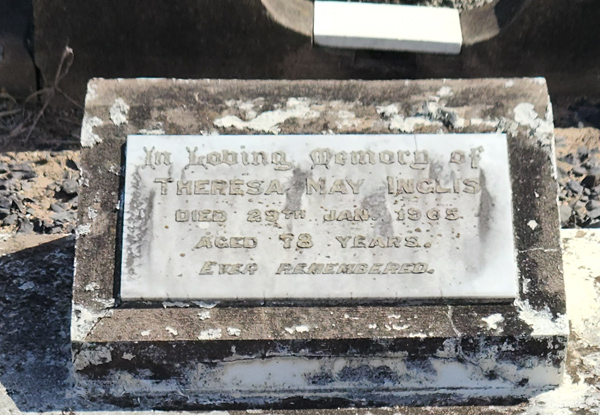 In Loving Memory of
THERESA MAY INGLIS
DIED 29TH JAN. 1965
AGED 78 YEARS.
EVER REMEMBERED.